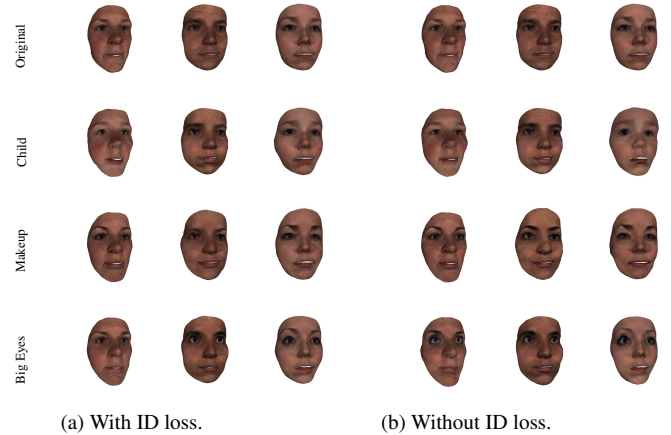 Original
Child
Makeup
Big Eyes
(a) With ID loss.
(b) Without ID loss.